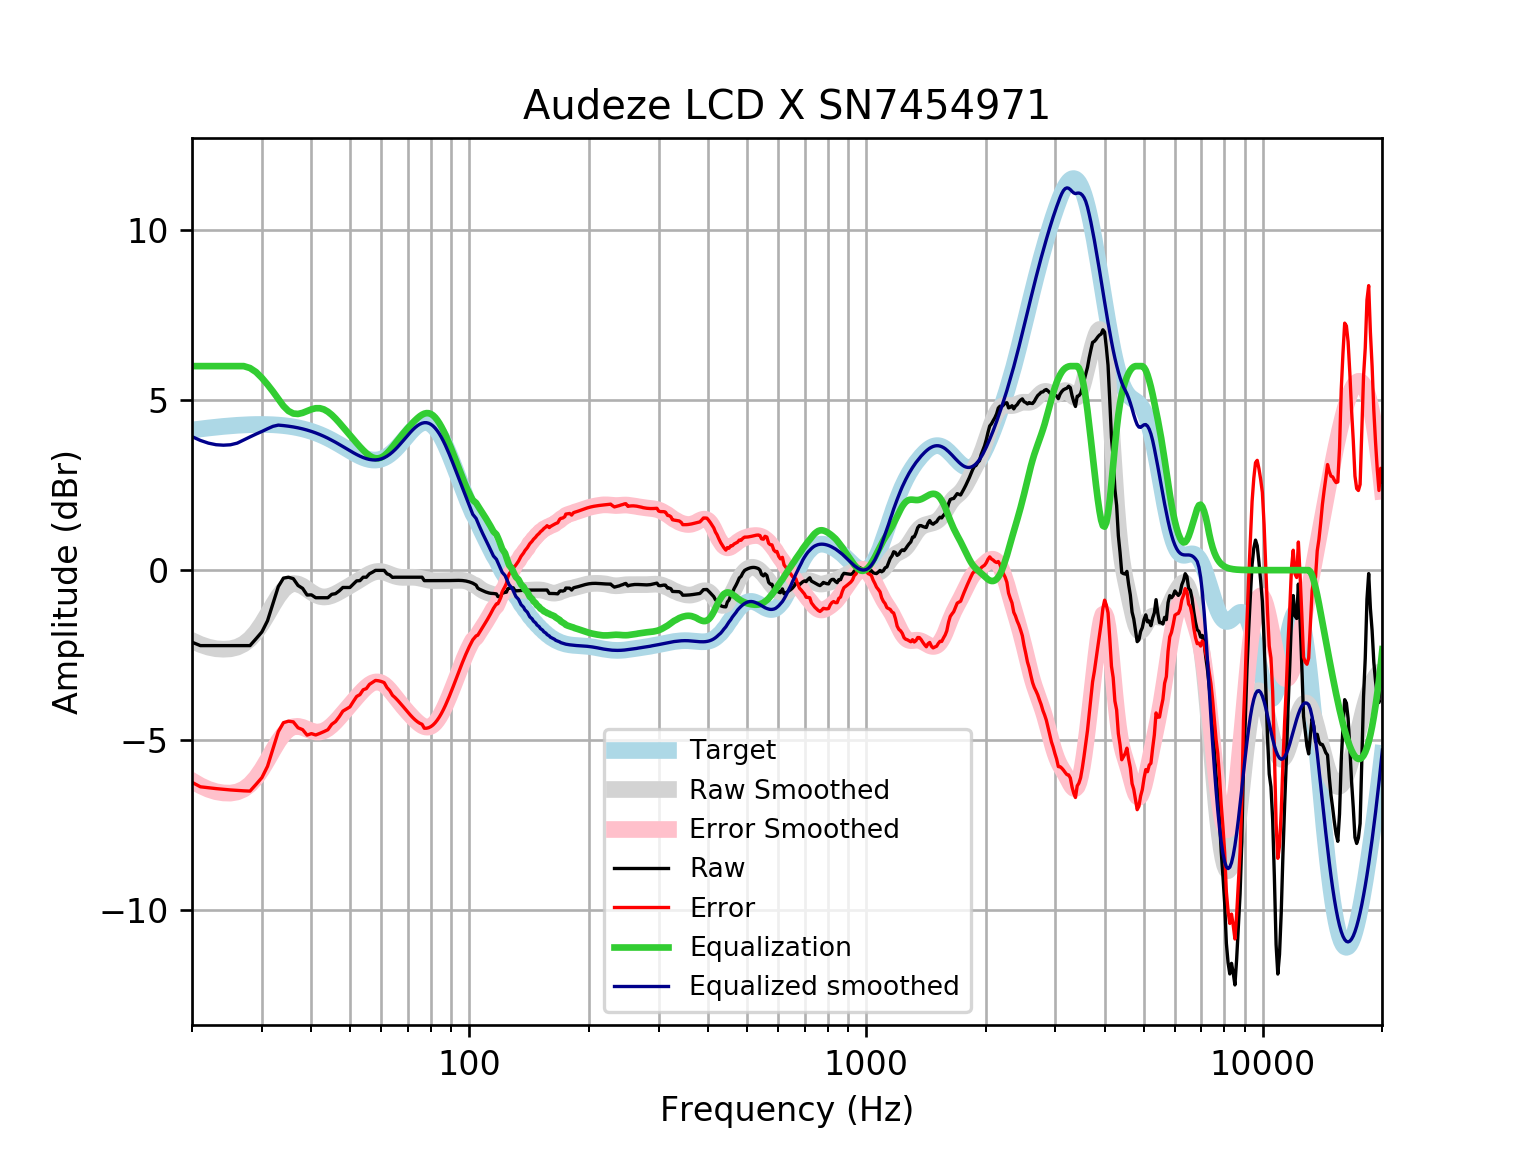 Audeze LCD X SN7454971
Amplitude (dBr)
10
5
0
−5
−10
Target
Raw Smoothed
Error Smoothed
Raw
Error
Equalization
Equalized smoothed
100 1000 10000
Frequency (Hz)